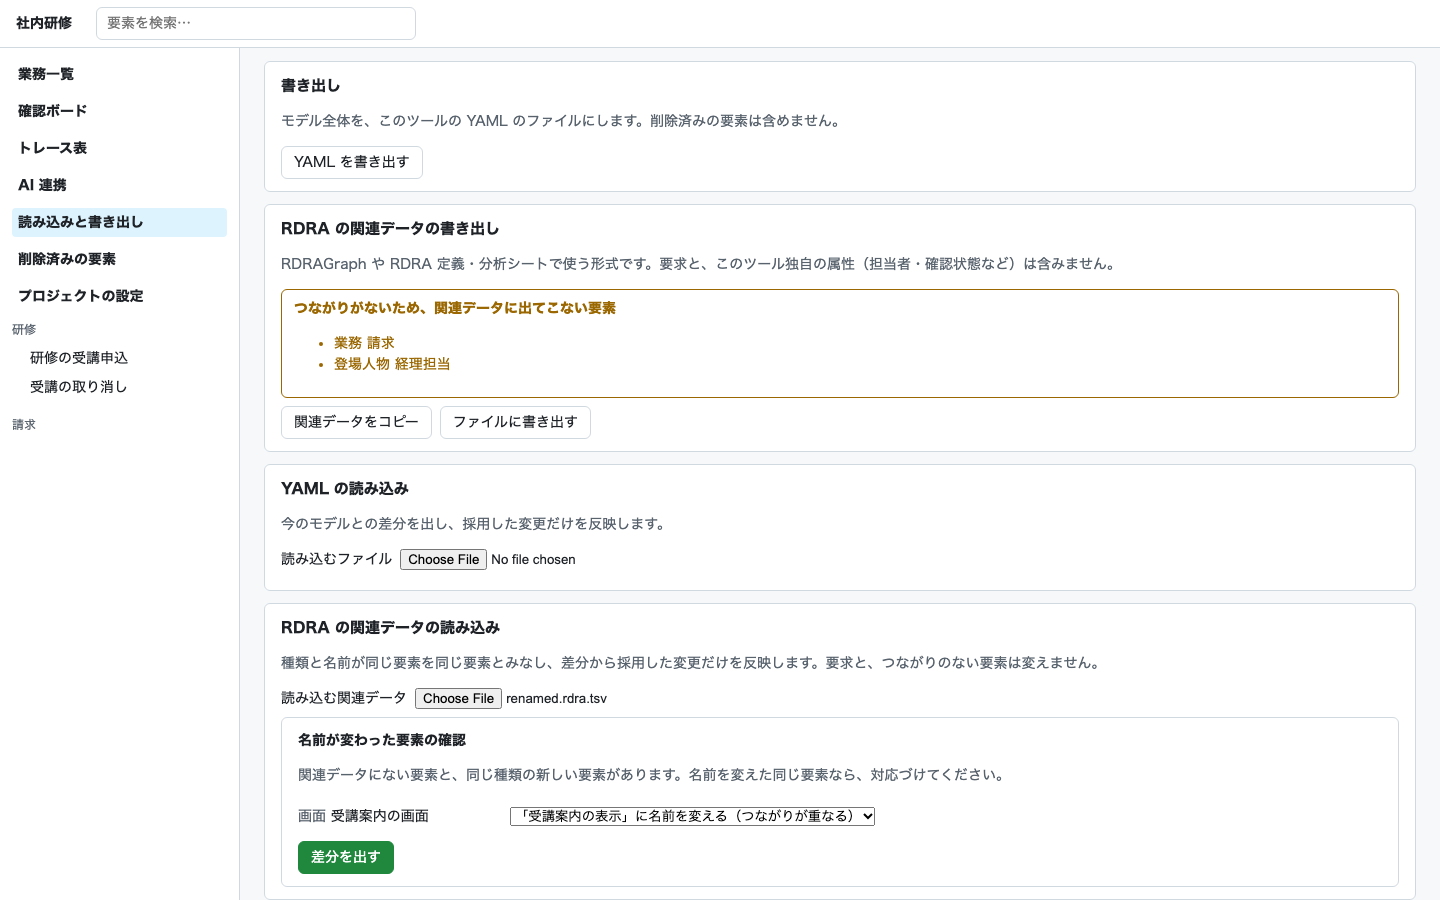 社内研修
要素を検索…
業務一覧
確認ボード
トレース表
AI 連携
読み込みと書き出し
削除済みの要素
プロジェクトの設定
研修
研修の受講申込
受講の取り消し
請求
書き出し
モデル全体を、このツールの YAML のファイルにします。削除済みの要素は含めません。
YAML を書き出す
RDRA の関連データの書き出し
RDRAGraph や RDRA 定義・分析シートで使う形式です。要求と、このツール独自の属性（担当者・確認状態など）は含みません。
つながりがないため、関連データに出てこない要素
• 業務 請求
• 登場人物 経理担当
関連データをコピー ファイルに書き出す
YAML の読み込み
今のモデルとの差分を出し、採用した変更だけを反映します。
読み込むファイル Choose File No file chosen
RDRA の関連データの読み込み
種類と名前が同じ要素を同じ要素とみなし、差分から採用した変更だけを反映します。要求と、つながりのない要素は変えません。
読み込む関連データ Choose File renamed.rdra.tsv
名前が変わった要素の確認
関連データにない要素と、同じ種類の新しい要素があります。名前を変えた同じ要素なら、対応づけてください。
画面 受講案内の画面 「受講案内の表示」に名前を変える（つながりが重なる）
差分を出す